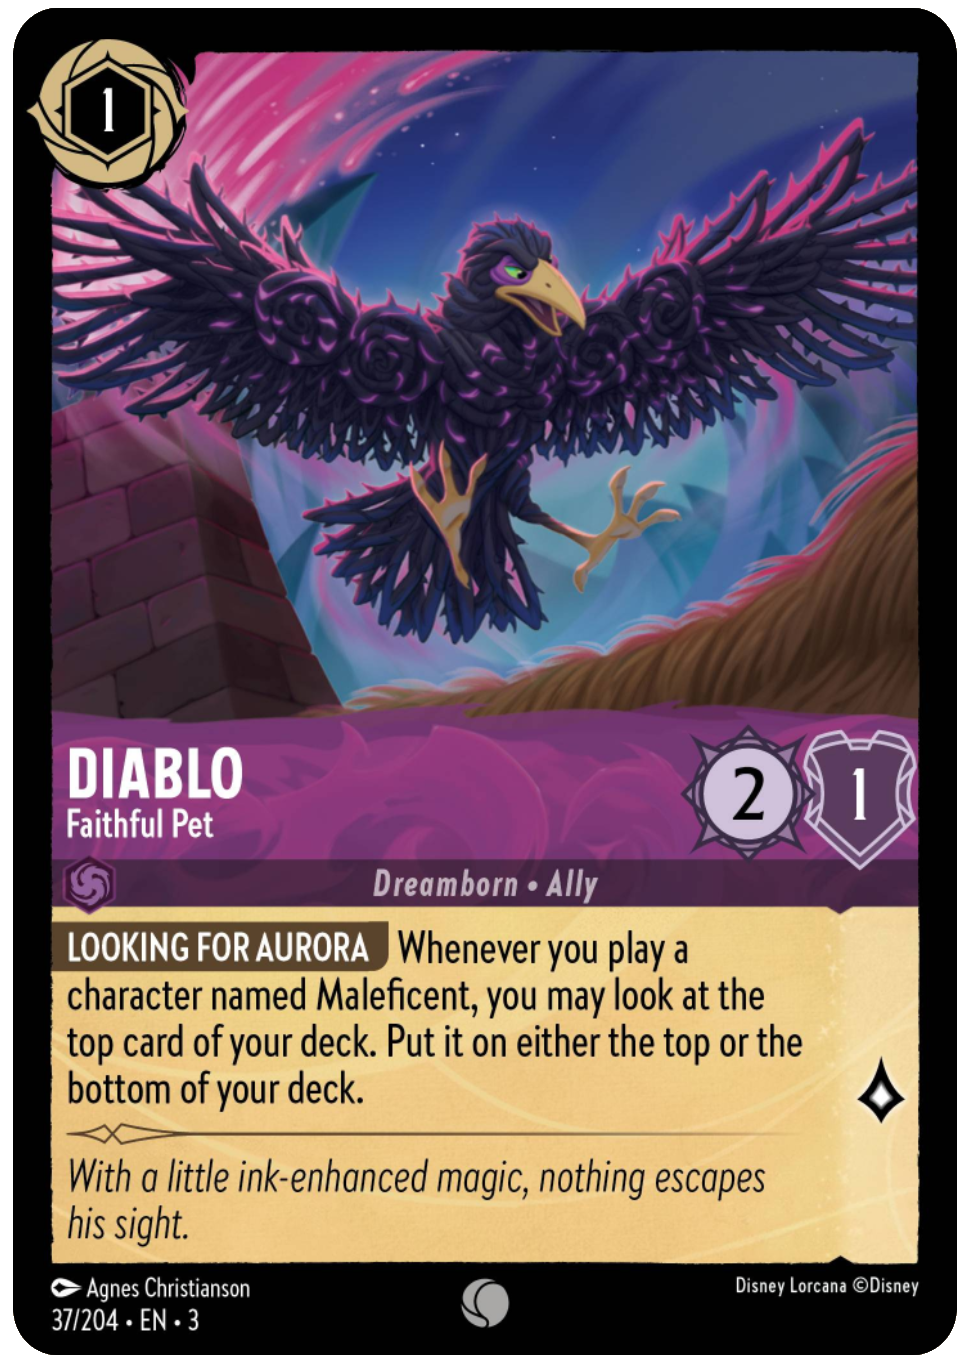 1
DIABLO
Faithful Pet
2
1
Dreamborn • Ally
LOOKING FOR AURORA Whenever you play a
character named Maleficent, you may look at the
top card of your deck. Put it on either the top or the
bottom of your deck.
With a little ink-enhanced magic, nothing escapes
his sight.
Agnes Christianson
37/204 • EN • 3
Disney Lorcana ©Disney